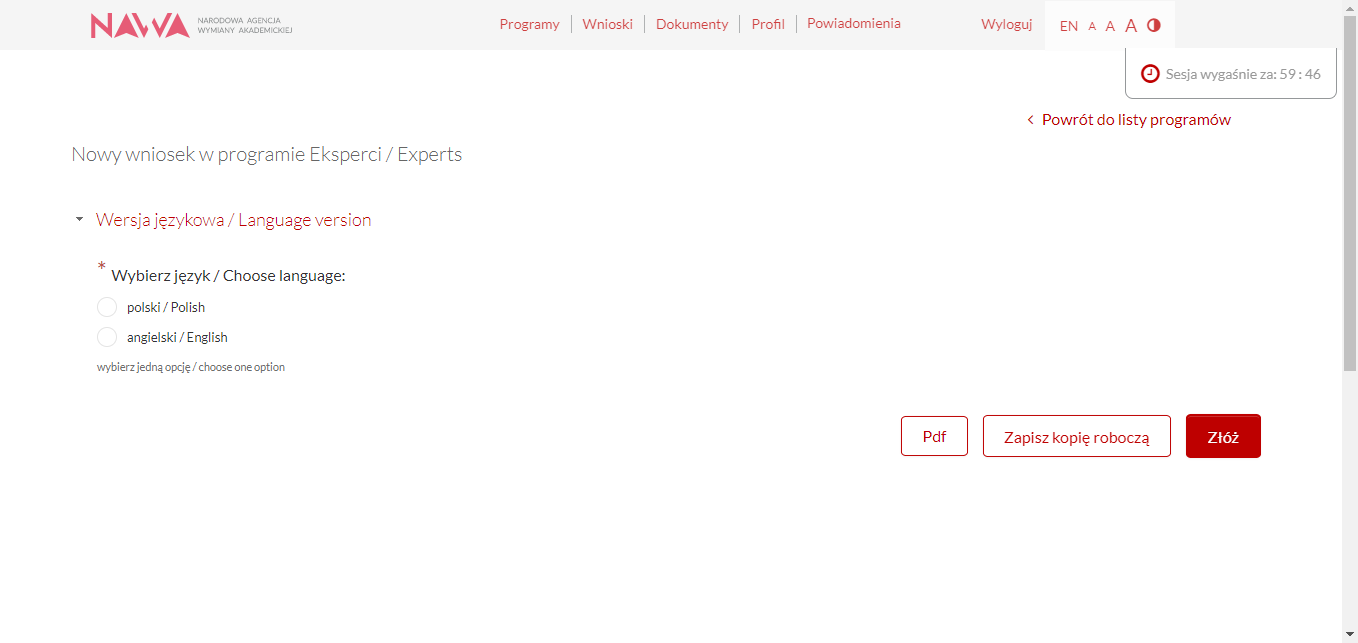 NAWA NARODOWA AGENCJA
WYMIANY AKADEMICKIEJ
Programy Wnioski Dokumenty Profil Powiadomienia Wyloguj EN A A A
Sesja wygaśnie za: 59 : 46
< Powrót do listy programów
Nowy wniosek w programie Eksperci / Experts
Wersja językowa / Language version
* Wybierz język / Choose language:
polski / Polish
angielski / English
wybierz jedną opcję / choose one option
Pdf Zapisz kopię roboczą Złóż